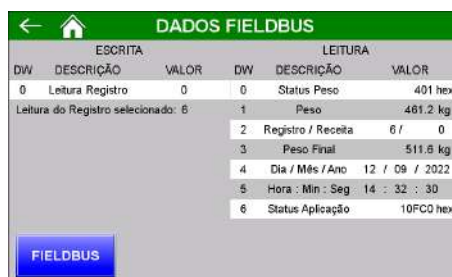 DADOS FIELDBUS
ESCRITA LEITURA
DW DESCRIÇÃO VALOR DW DESCRIÇÃO VALOR
0 Leitura Registro 0 0 Status Peso 401 hex
Leitura do Registro selecionado: 6 1 Peso 461.2 kg
2 Registro / Receita 6 / 0
3 Peso Final 511.6 kg
4 Dia / Mês / Ano 12 / 09 / 2022
5 Hora : Min : Seg 14 : 32 : 30
6 Status Aplicação 10FC0 hex
FIELDBUS